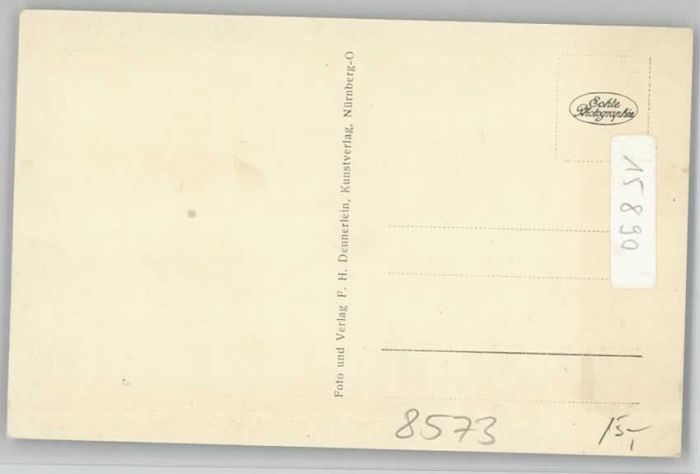 Echte
Photographie
15890
Foto und Verlag F. H. Dennerlein, Kunstverlag, Nürnberg-O
8573
15,-